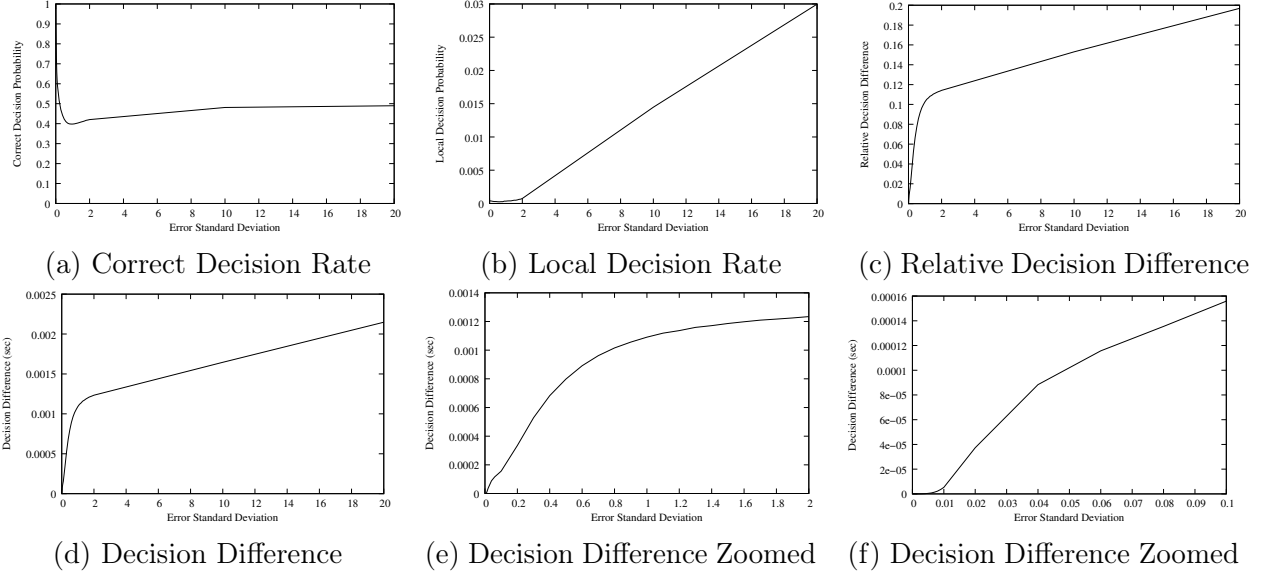 1
0.9
0.8
0.7
0.6
0.5
0.4
0.3
0.2
0.1
0
Correct Decision Probability
0 2 4 6 8 10 12 14 16 18 20
Error Standard Deviation
(a) Correct Decision Rate
0.03
0.025
0.02
0.015
0.01
0.005
0
Local Decision Probability
0 2 4 6 8 10 12 14 16 18 20
Error Standard Deviation
(b) Local Decision Rate
0.2
0.18
0.16
0.14
0.12
0.1
0.08
0.06
0.04
0.02
0
Relative Decision Difference
0 2 4 6 8 10 12 14 16 18 20
Error Standard Deviation
(c) Relative Decision Difference
0.0025
0.002
0.0015
0.001
0.0005
0
Decision Difference (sec)
0 2 4 6 8 10 12 14 16 18 20
Error Standard Deviation
(d) Decision Difference
0.0014
0.0012
0.001
0.0008
0.0006
0.0004
0.0002
0
Decision Difference (sec)
0 0.2 0.4 0.6 0.8 1 1.2 1.4 1.6 1.8 2
Error Standard Deviation
(e) Decision Difference Zoomed
0.00016
0.00014
0.00012
0.0001
8e−05
6e−05
4e−05
2e−05
0
Decision Difference (sec)
0 0.01 0.02 0.03 0.04 0.05 0.06 0.07 0.08 0.09 0.1
Error Standard Deviation
(f) Decision Difference Zoomed